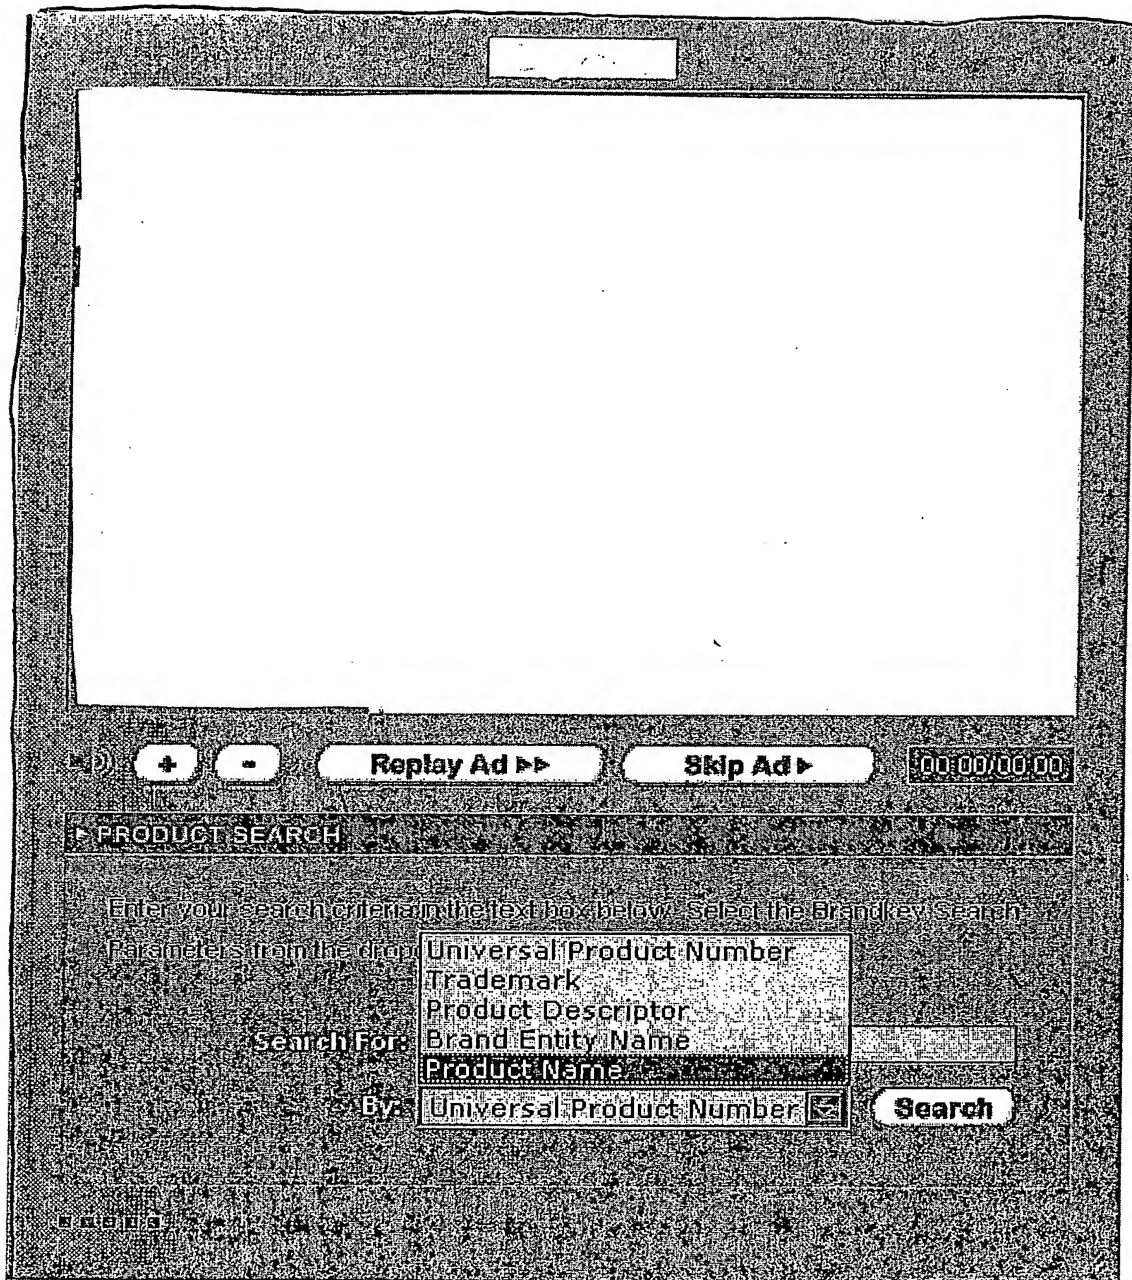 + - Replay Ad ▶▶ Skip Ad ▶ 00:00/00:00
▶ PRODUCT SEARCH
Enter your search criteria in the text box below. Select the Brandkey Search
Parameters from the drop
Universal Product Number
Trademark
Product Descriptor
Search For: Brand Entity Name
Product Name
By: Universal Product Number Search